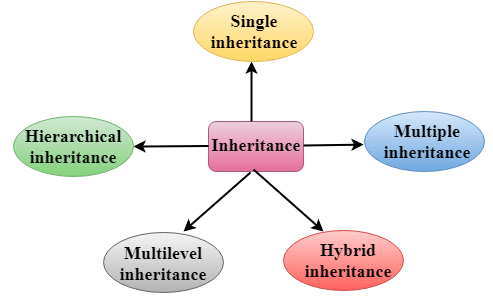 Single
inheritance
Hierarchical
inheritance
Inheritance
Multiple
inheritance
Multilevel
inheritance
Hybrid
inheritance